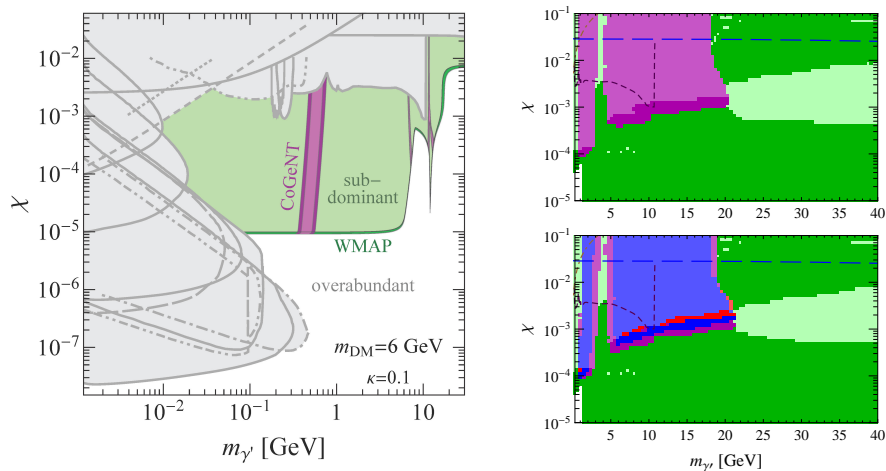 10⁻²
10⁻³
10⁻⁴
10⁻⁵
10⁻⁶
10⁻⁷
χ
CoGeNT
sub-
dominant
WMAP
overabundant
m_DM=6 GeV
κ=0.1
10⁻² 10⁻¹ 1 10
m_γ' [GeV]
10⁻¹
10⁻²
10⁻³
10⁻⁴
10⁻⁵
χ
5 10 15 20 25 30 35 40
10⁻¹
10⁻²
10⁻³
10⁻⁴
10⁻⁵
χ
5 10 15 20 25 30 35 40
m_γ' [GeV]